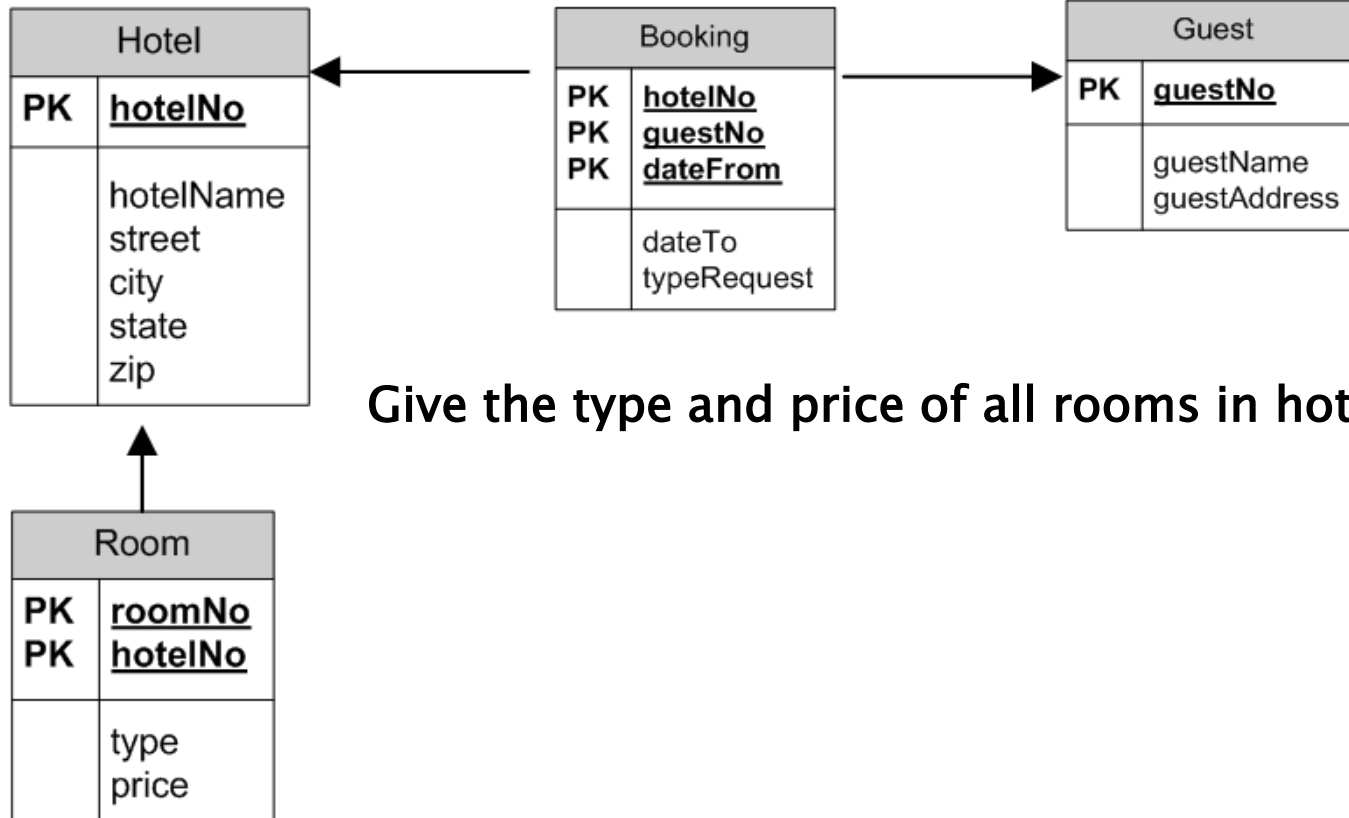 Hotel
PK hotelNo
hotelName
street
city
state
zip
Booking
PK hotelNo
PK guestNo
PK dateFrom
dateTo
typeRequest
Guest
PK guestNo
guestName
guestAddress
Give the type and price of all rooms in
Room
PK roomNo
PK hotelNo
type
price